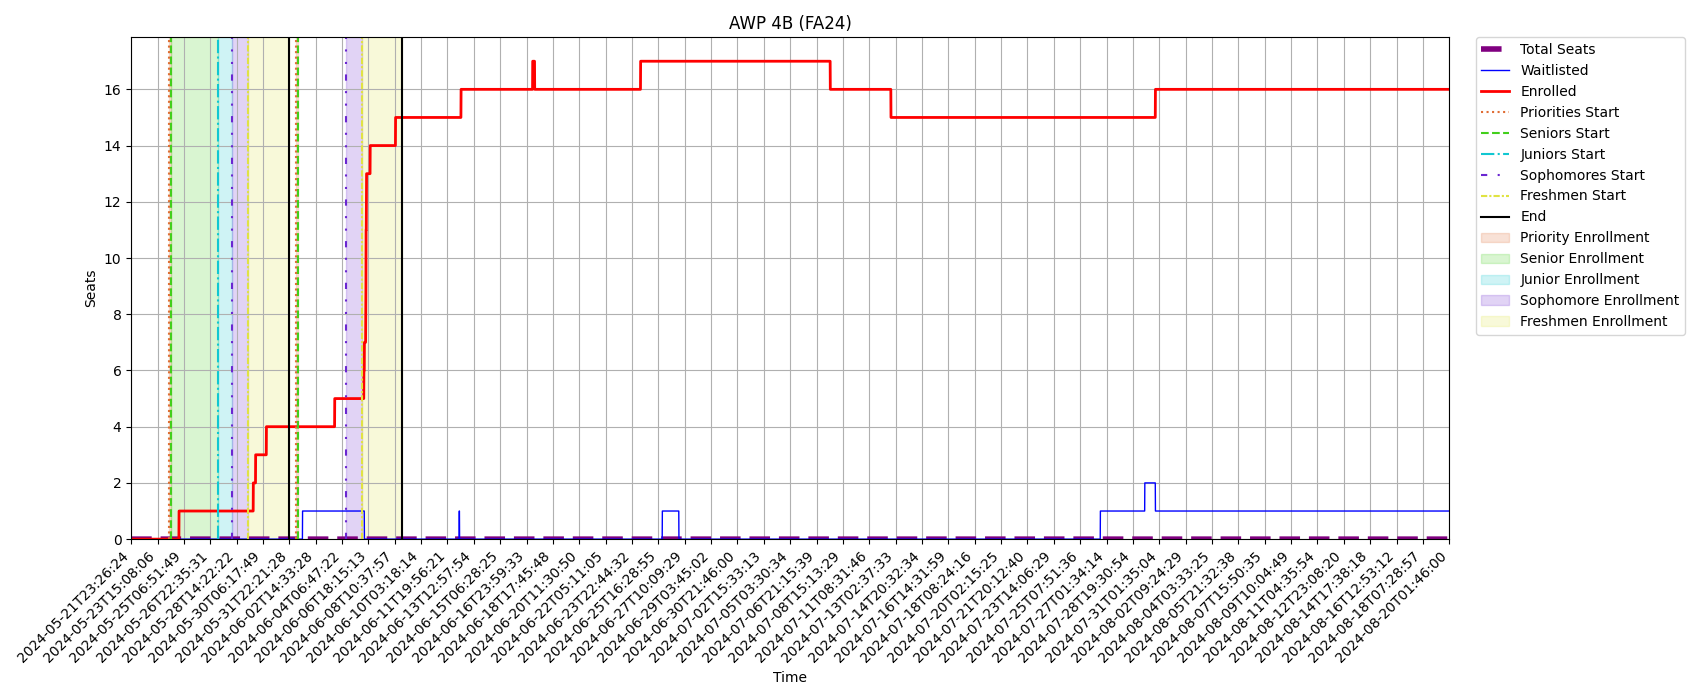 AWP 4B (FA24)
Seats
16
14
12
10
8
6
4
2
0
2024-05-21T23:26:24
2024-05-23T15:08:06
2024-05-25T06:51:49
2024-05-26T22:35:31
2024-05-28T14:22:22
2024-05-30T06:17:49
2024-05-31T22:21:28
2024-06-02T14:33:28
2024-06-04T06:47:22
2024-06-06T18:15:13
2024-06-08T10:37:57
2024-06-10T03:18:14
2024-06-11T19:56:21
2024-06-13T12:57:54
2024-06-15T06:28:25
2024-06-16T23:59:33
2024-06-18T17:45:48
2024-06-20T11:30:50
2024-06-22T05:11:05
2024-06-23T22:44:32
2024-06-25T16:28:55
2024-06-27T10:09:29
2024-06-29T03:45:02
2024-06-30T21:46:00
2024-07-02T15:33:13
2024-07-05T03:30:34
2024-07-06T21:15:39
2024-07-08T15:13:29
2024-07-11T08:31:46
2024-07-13T02:37:33
2024-07-14T20:32:34
2024-07-16T14:31:59
2024-07-18T08:24:16
2024-07-20T02:15:25
2024-07-21T20:12:40
2024-07-23T14:06:29
2024-07-25T07:51:36
2024-07-27T01:34:14
2024-07-28T19:30:54
2024-07-31T01:35:04
2024-08-02T09:24:29
2024-08-04T03:33:25
2024-08-05T21:32:38
2024-08-07T15:50:35
2024-08-09T10:04:49
2024-08-11T04:35:54
2024-08-12T23:08:20
2024-08-14T17:38:18
2024-08-16T12:53:12
2024-08-18T07:28:57
2024-08-20T01:46:00
Time
Total Seats
Waitlisted
Enrolled
Priorities Start
Seniors Start
Juniors Start
Sophomores Start
Freshmen Start
End
Priority Enrollment
Senior Enrollment
Junior Enrollment
Sophomore Enrollment
Freshmen Enrollment